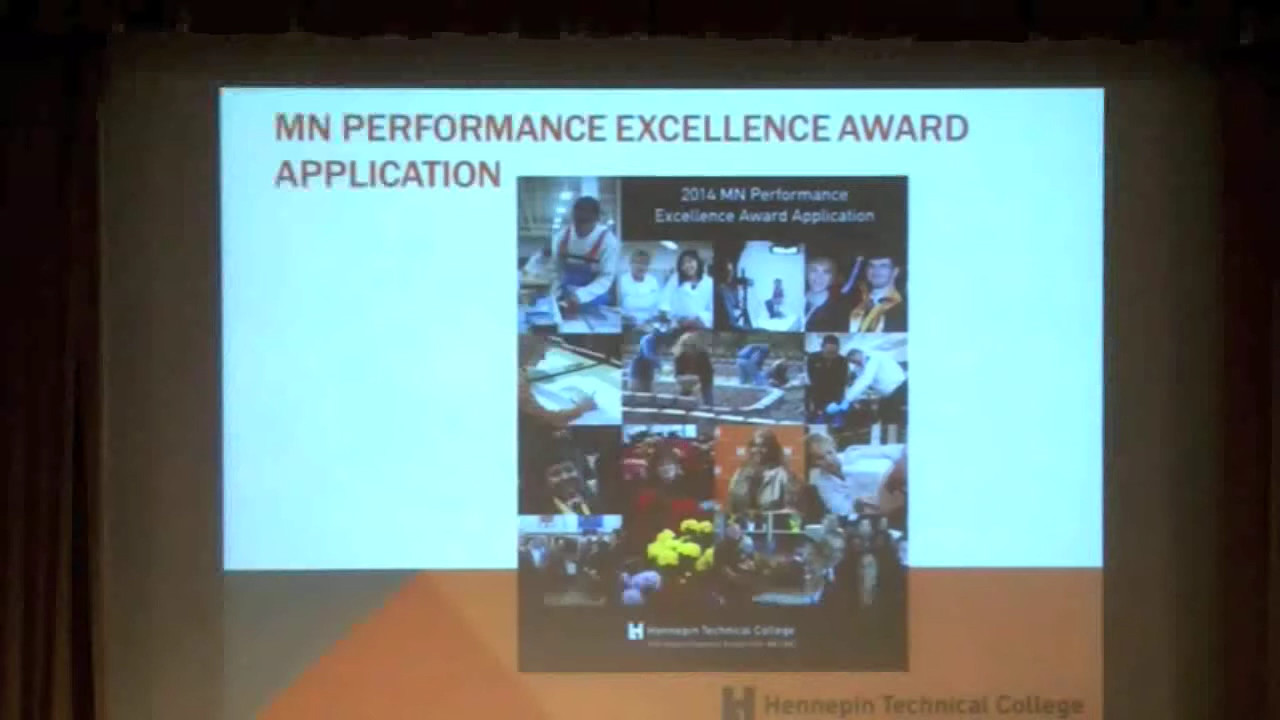 MN PERFORMANCE EXCELLENCE AWARD
APPLICATION
2014 MN Performance
Excellence Award Application
Hennepin Technical College
Hennepin Technical College